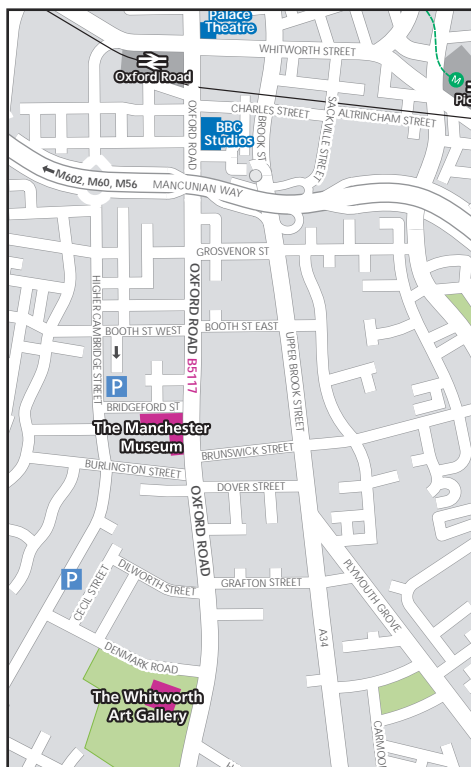 Palace
Theatre
WHITWORTH STREET
Oxford Road
M
CHARLES STREET
ALTRINCHAM STREET
OXFORD ROAD
BBC
Studios
BROOK ST
SACKVILLE STREET
M602, M60, M56
MANCUNIAN WAY
GROSVENOR ST
HIGHER CAMBRIDGE STREET
OXFORD ROAD B5117
BOOTH ST WEST
BOOTH ST EAST
UPPER BROOK STREET
P
BRIDGEFORD ST
The Manchester
Museum
BRUNSWICK STREET
BURLINGTON STREET
DOVER STREET
OXFORD ROAD
PLYMOUTH GROVE
P
CECIL STREET
DILWORTH STREET
GRAFTON STREET
A34
DENMARK ROAD
The Whitworth
Art Gallery